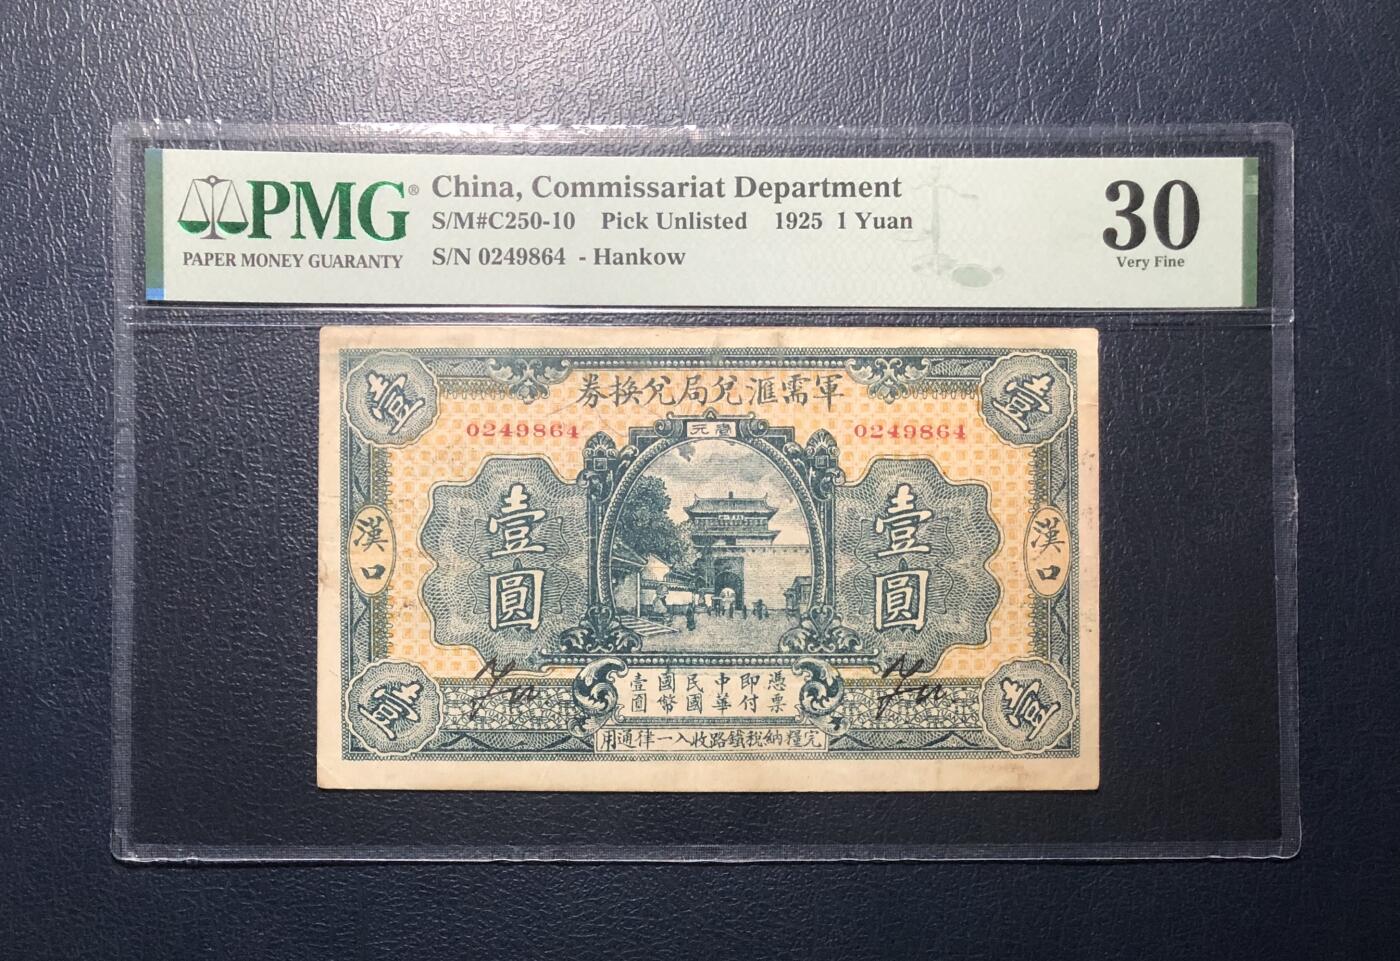 PMG®
PAPER MONEY GUARANTY
China, Commissariat Department
S/M#C250-10 Pick Unlisted 1925 1 Yuan
S/N 0249864 - Hankow
30
Very Fine
壹
壹
軍需滙兌局兌換券
0249864
0249864
壹元
壹圓
壹圓
漢口
漢口
憑票即付中華民國國幣壹圓
壹
壹
完糧納稅鐵路收入一律通用